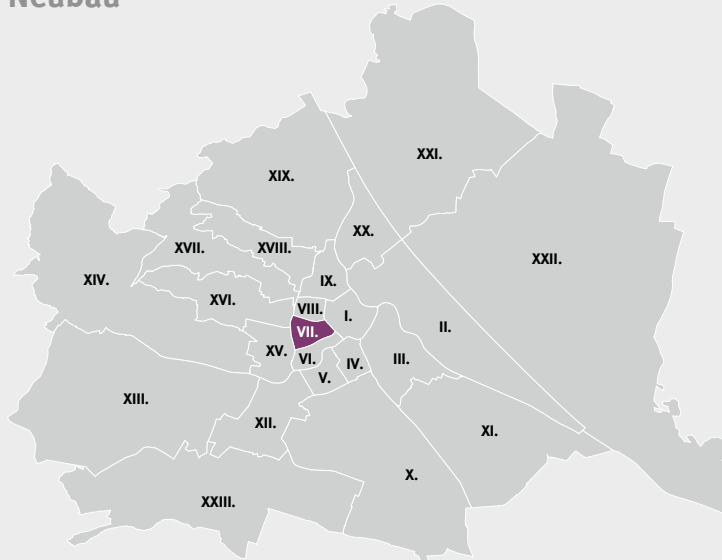 Neubau
XXI.
XIX.
XX.
XVII.
XVIII.
XXII.
XIV.
IX.
XVI.
VIII.
I.
II.
VII.
XV.
VI.
IV.
III.
V.
XIII.
XII.
XI.
X.
XXIII.